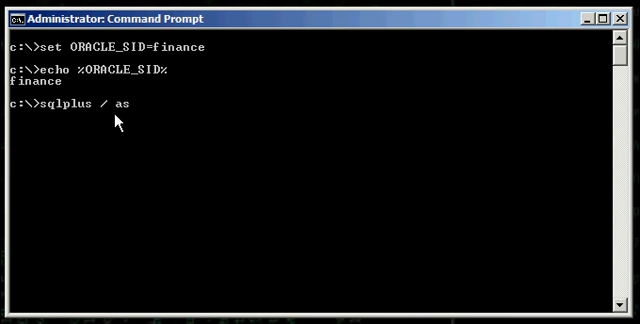 Administrator: Command Prompt
c:\>set ORACLE_SID=finance
c:\>echo %ORACLE_SID%
finance
c:\>sqlplus / as